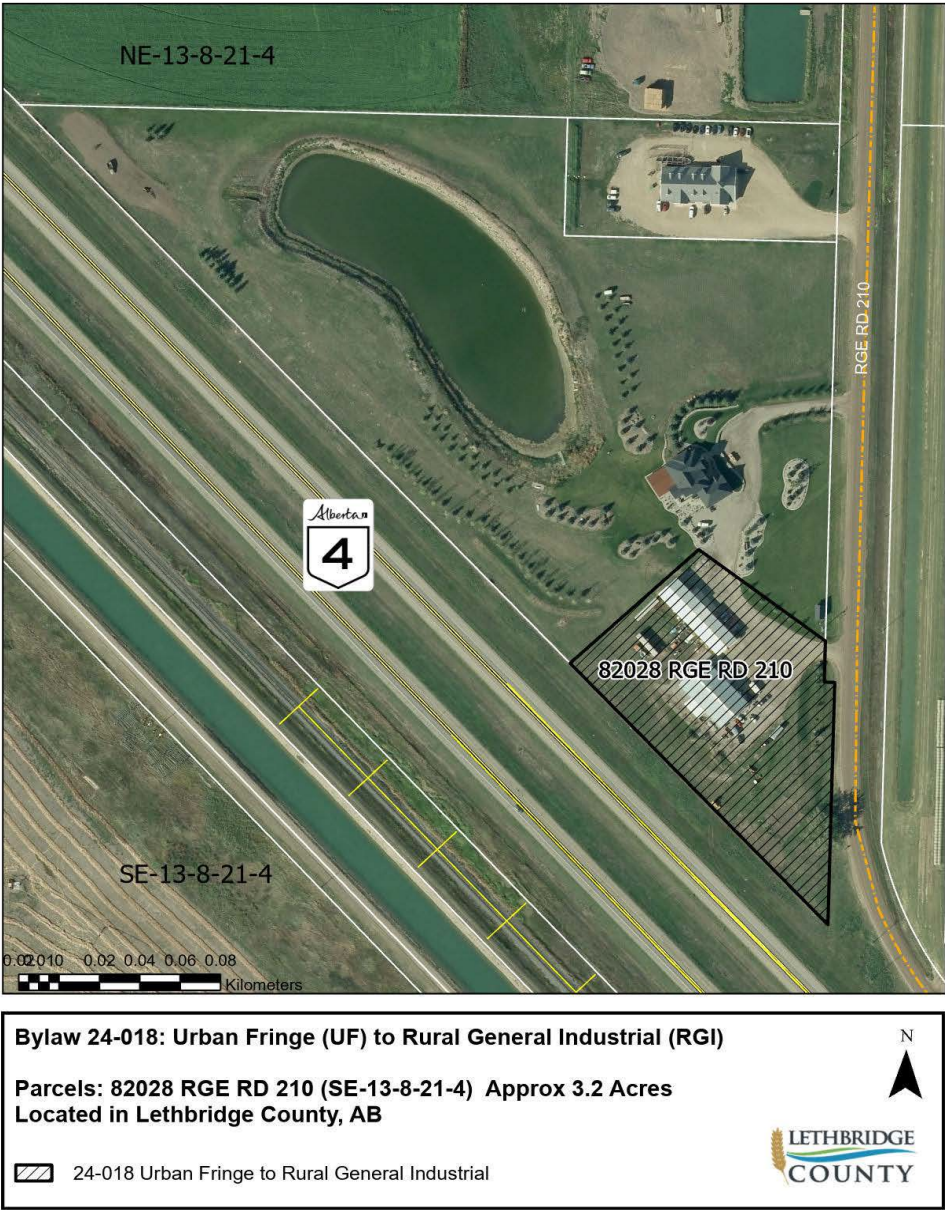 NE-13-8-21-4
RGE RD 210
Alberta
4
82028 RGE RD 210
SE-13-8-21-4
0.02 0.04 0.06 0.08
Kilometers
Bylaw 24-018: Urban Fringe (UF) to Rural General Industrial (RGI)
N
Parcels: 82028 RGE RD 210 (SE-13-8-21-4) Approx 3.2 Acres
Located in Lethbridge County, AB
LETHBRIDGE
COUNTY
24-018 Urban Fringe to Rural General Industrial